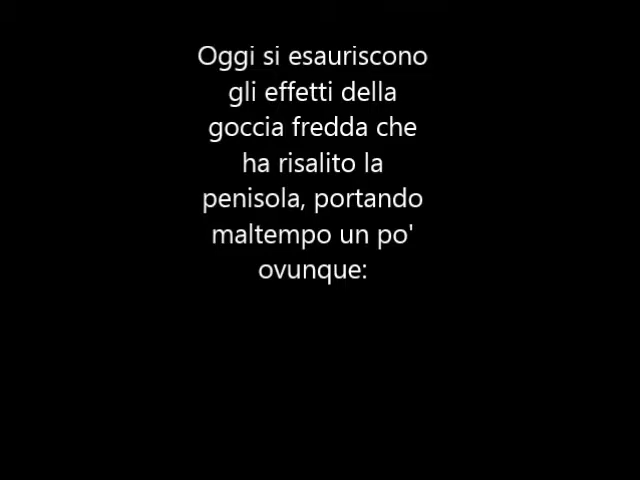 Oggi si esauriscono
gli effetti della
goccia fredda che
ha risalito la
penisola, portando
maltempo un po'
ovunque: